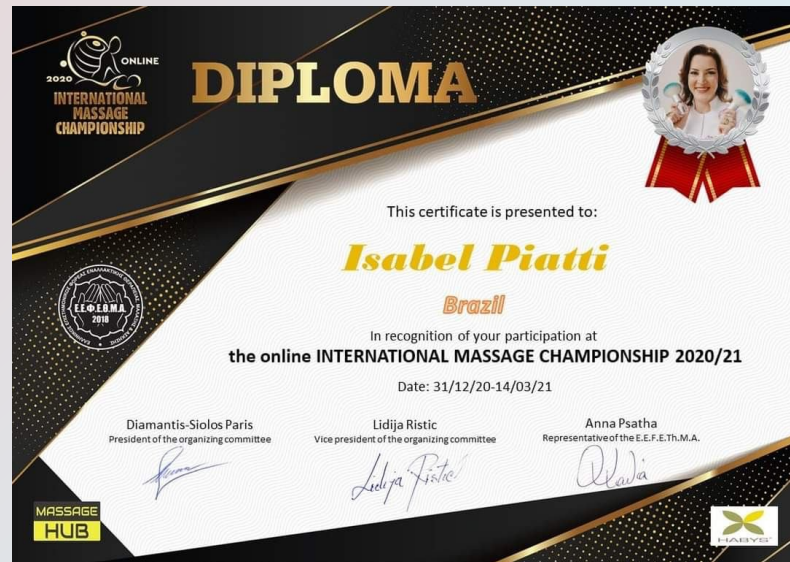 ONLINE
2020
INTERNATIONAL
MASSAGE
CHAMPIONSHIP
DIPLOMA
This certificate is presented to:
Isabel Piatti
Brazil
In recognition of your participation at
the online INTERNATIONAL MASSAGE CHAMPIONSHIP 2020/21
Date: 31/12/20-14/03/21
Ε.Ε.Φ.Ε.Θ.Μ.Α.
2018
Diamantis-Siolos Paris
President of the organizing committee
Lidija Ristic
Vice president of the organizing committee
Lidija Ristic
Anna Psatha
Representative of the E.E.F.E.Th.M.A.
MASSAGE
HUB
HABYS